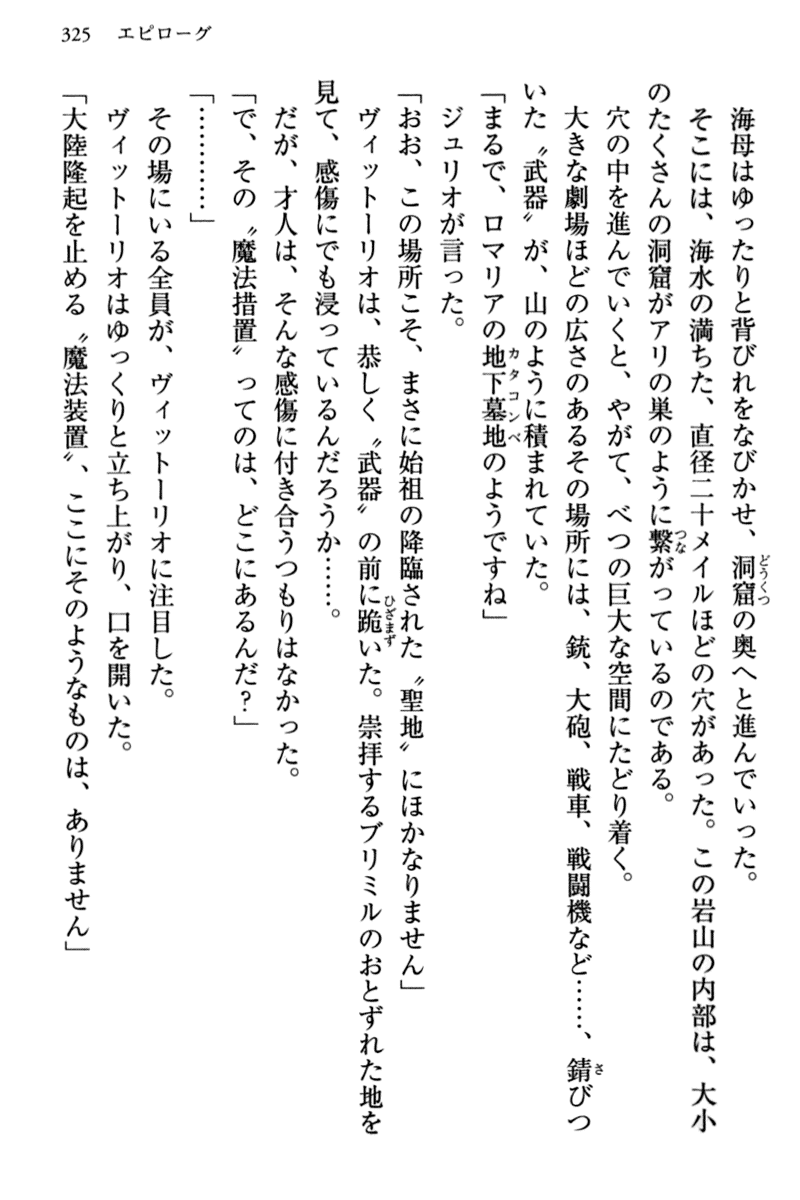 325 エピローグ
海母はゆったりと背びれをなびかせ、洞窟の奥へと進んでいった。
そこには、海水の満ちた、直径二十メイルほどの穴があった。この岩山の内部は、大小
のたくさんの洞窟がアリの巣のように繋がっているのである。
穴の中を進んでいくと、やがて、べつの巨大な空間にたどり着く。
大きな劇場ほどの広さのあるその場所には、銃、大砲、戦車、戦闘機など……、錆びつ
いた〝武器〟が、山のように積まれていた。
「まるで、ロマリアの地下墓地のようですね」
ジュリオが言った。
「おお、この場所こそ、まさに始祖の降臨された〝聖地〟にほかなりません」
ヴィットーリオは、恭しく〝武器〟の前に跪いた。崇拝するブリミルのおとずれた地を
見て、感傷にでも浸っているんだろうか……。
だが、才人は、そんな感傷に付き合うつもりはなかった。
「で、その〝魔法措置〟ってのは、どこにあるんだ？」
「…………」
その場にいる全員が、ヴィットーリオに注目した。
ヴィットーリオはゆっくりと立ち上がり、口を開いた。
「大陸隆起を止める〝魔法装置〟、ここにそのようなものは、ありません」